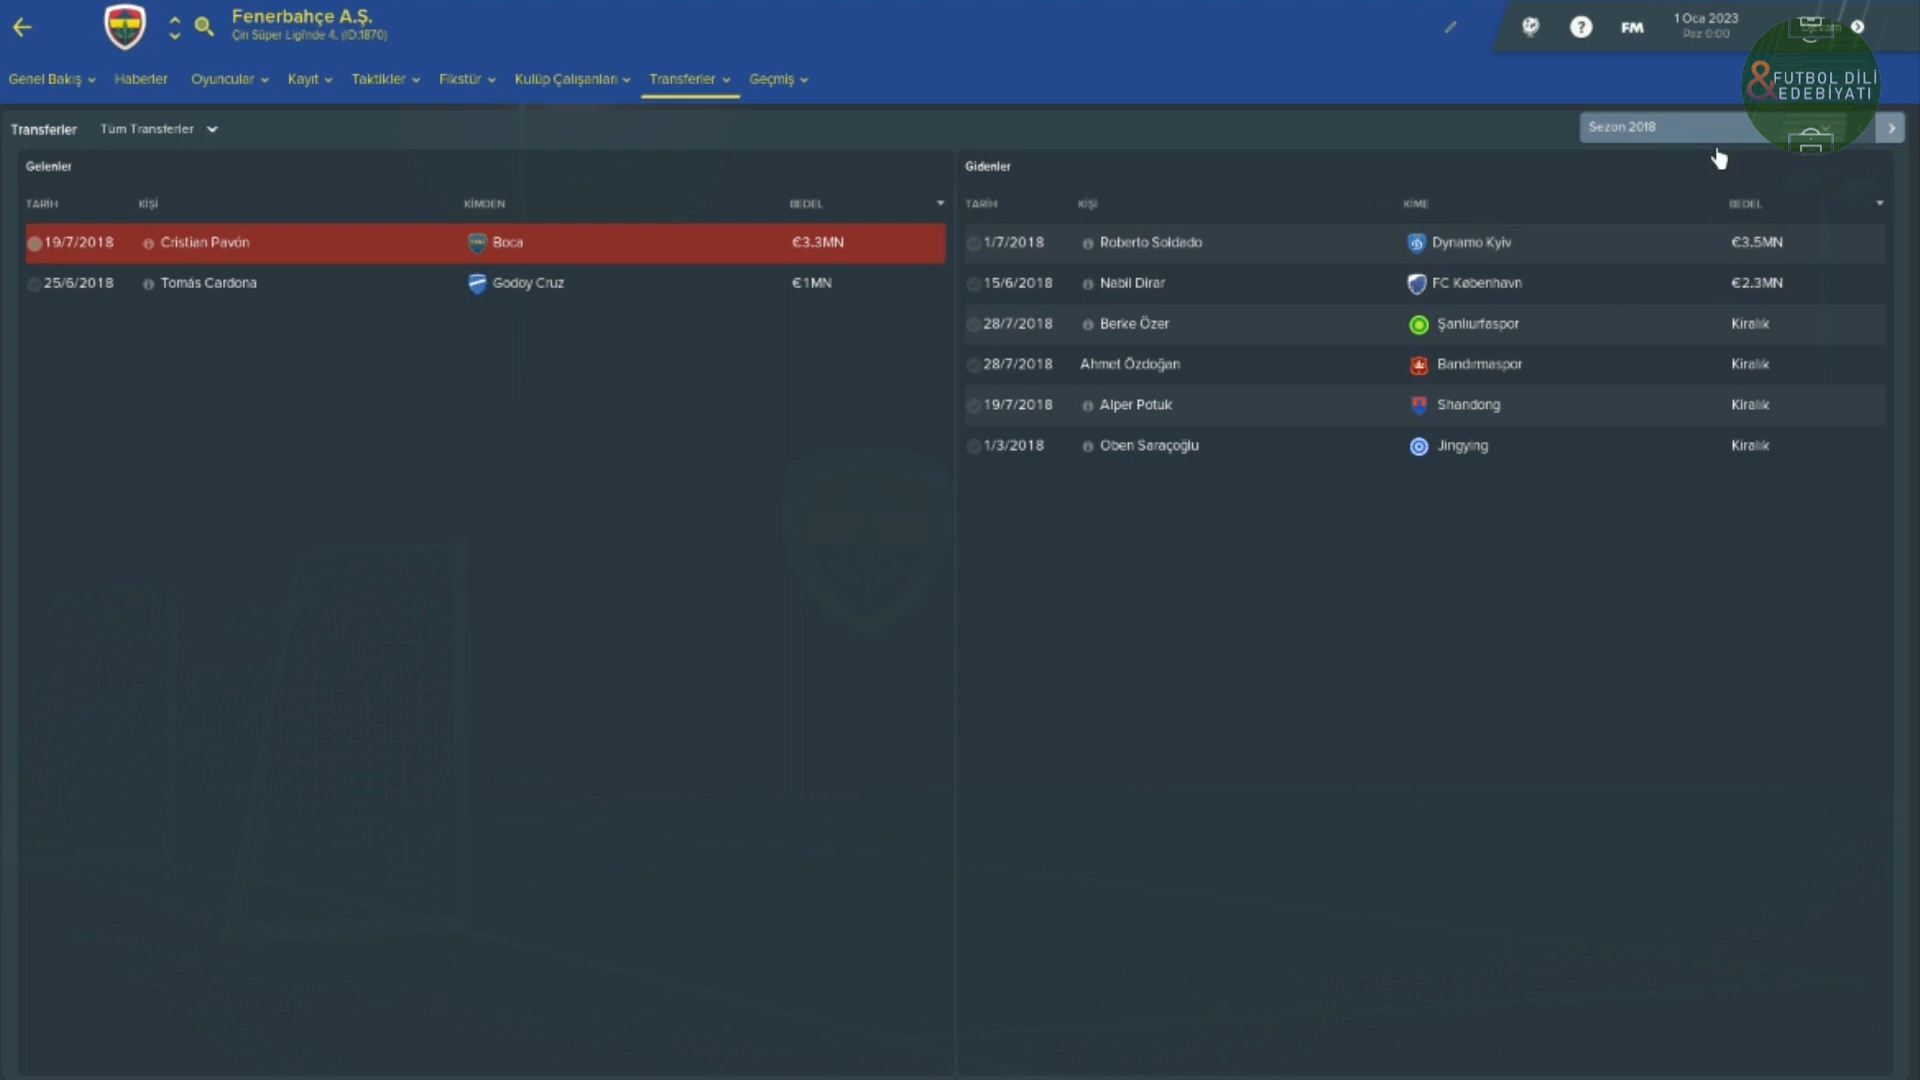 Fenerbahçe A.Ş.
Çin Süper Ligi'nde 4. (ID:1870)
FM
1 Oca 2023
Paz 0:00
Genel Bakış Haberler Oyuncular Kayıt Taktikler Fikstür Kulüp Çalışanları Transferler Geçmiş
& FUTBOL DİLİ
EDEBİYATI
Transferler Tüm Transferler
Sezon 2018
Gelenler
TARİH KİŞİ KİMDEN BEDEL
19/7/2018 Cristian Pavón Boca €3.3MN
25/6/2018 Tomás Cardona Godoy Cruz €1MN
Gidenler
TARİH KİŞİ KİME BEDEL
1/7/2018 Roberto Soldado Dynamo Kyiv €3.5MN
15/6/2018 Nabil Dirar FC København €2.3MN
28/7/2018 Berke Özer Şanlıurfaspor Kiralık
28/7/2018 Ahmet Özdoğan Bandırmaspor Kiralık
19/7/2018 Alper Potuk Shandong Kiralık
1/3/2018 Oben Saraçoğlu Jingying Kiralık